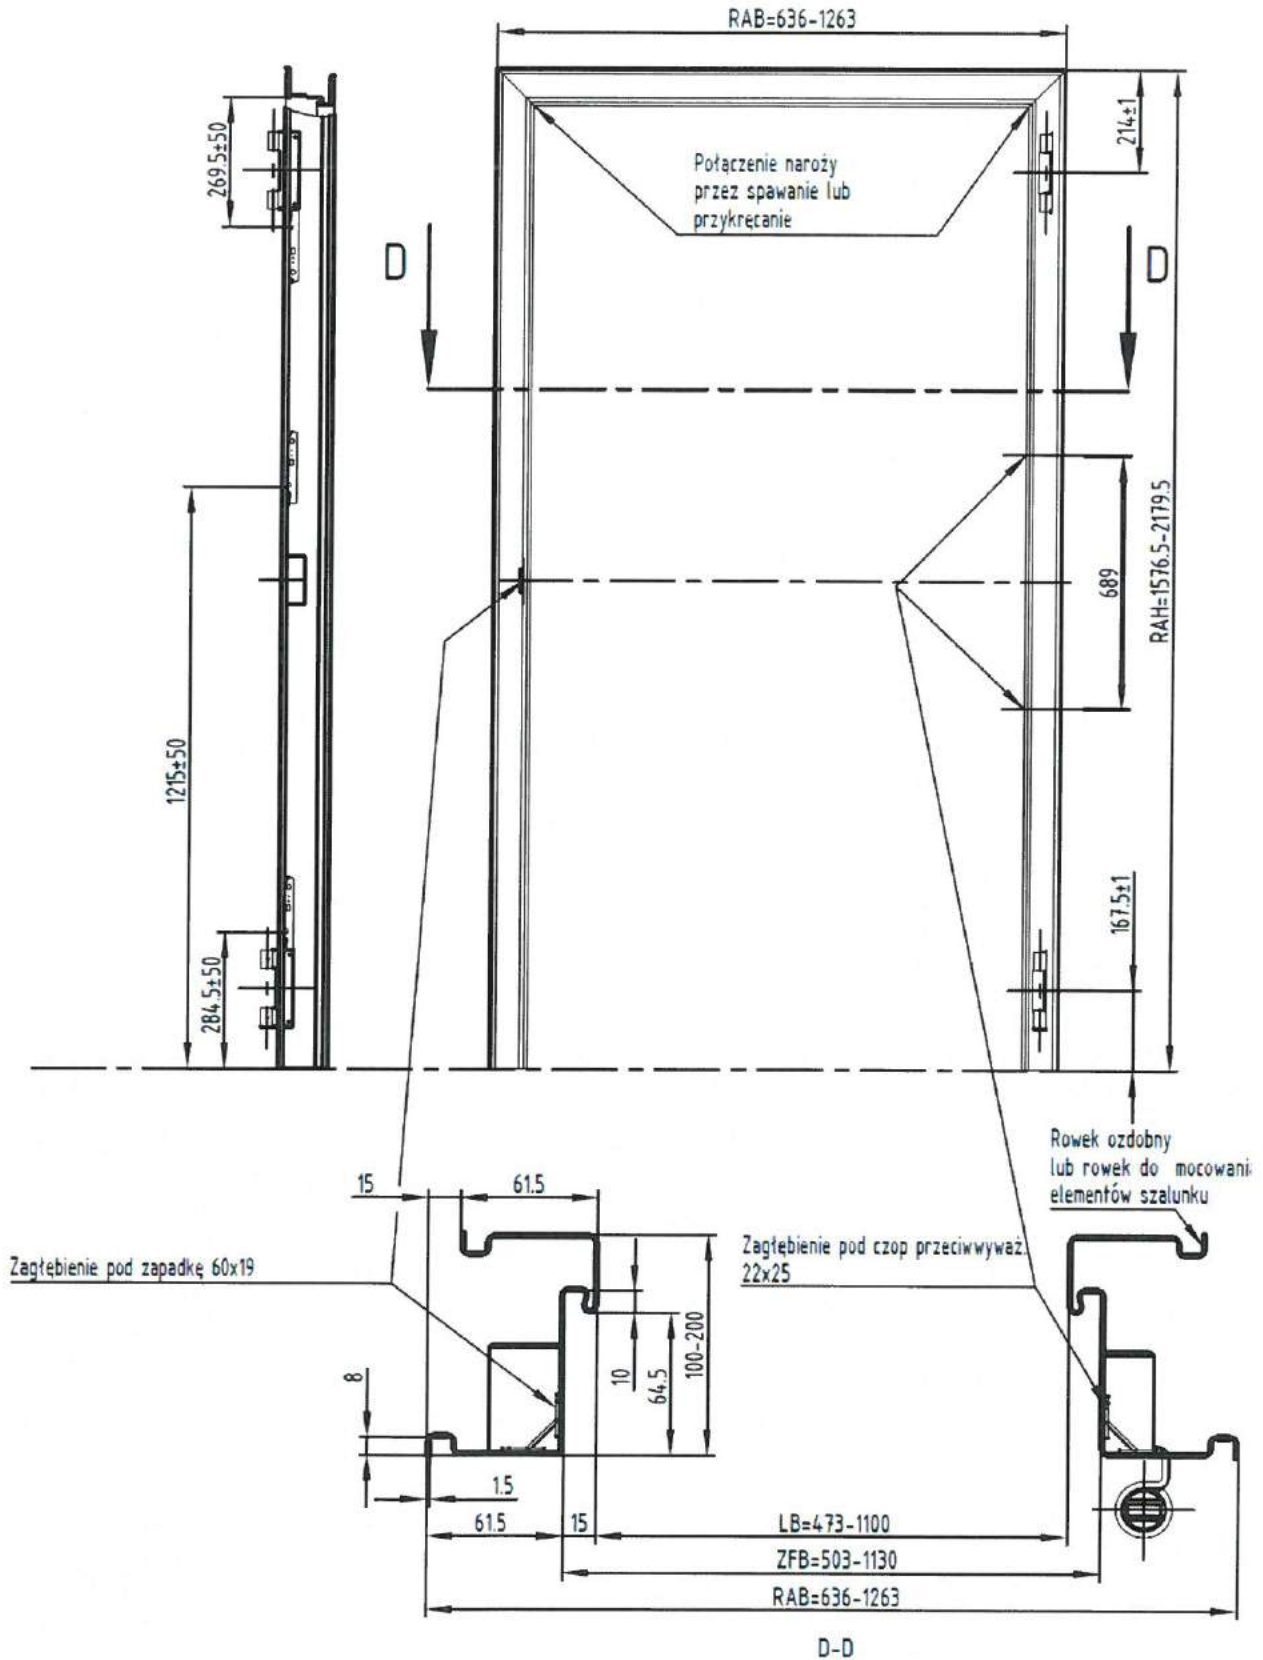 RAB=636-1263
269.5±50
214±1
Połączenie naroży
przez spawanie lub
przykręcanie
D
D
RAH=1576.5-2179.5
689
1215±50
167.5±1
284.5±50
Rowek ozdobny
lub rowek do mocowani
elementów szalunku
15
61.5
Zagłębienie pod zapadkę 60x19
Zagłębienie pod czop przeciwwyważ.
22x25
8
10
64.5
100-200
1.5
61.5
15
LB=473-1100
ZFB=503-1130
RAB=636-1263
D-D